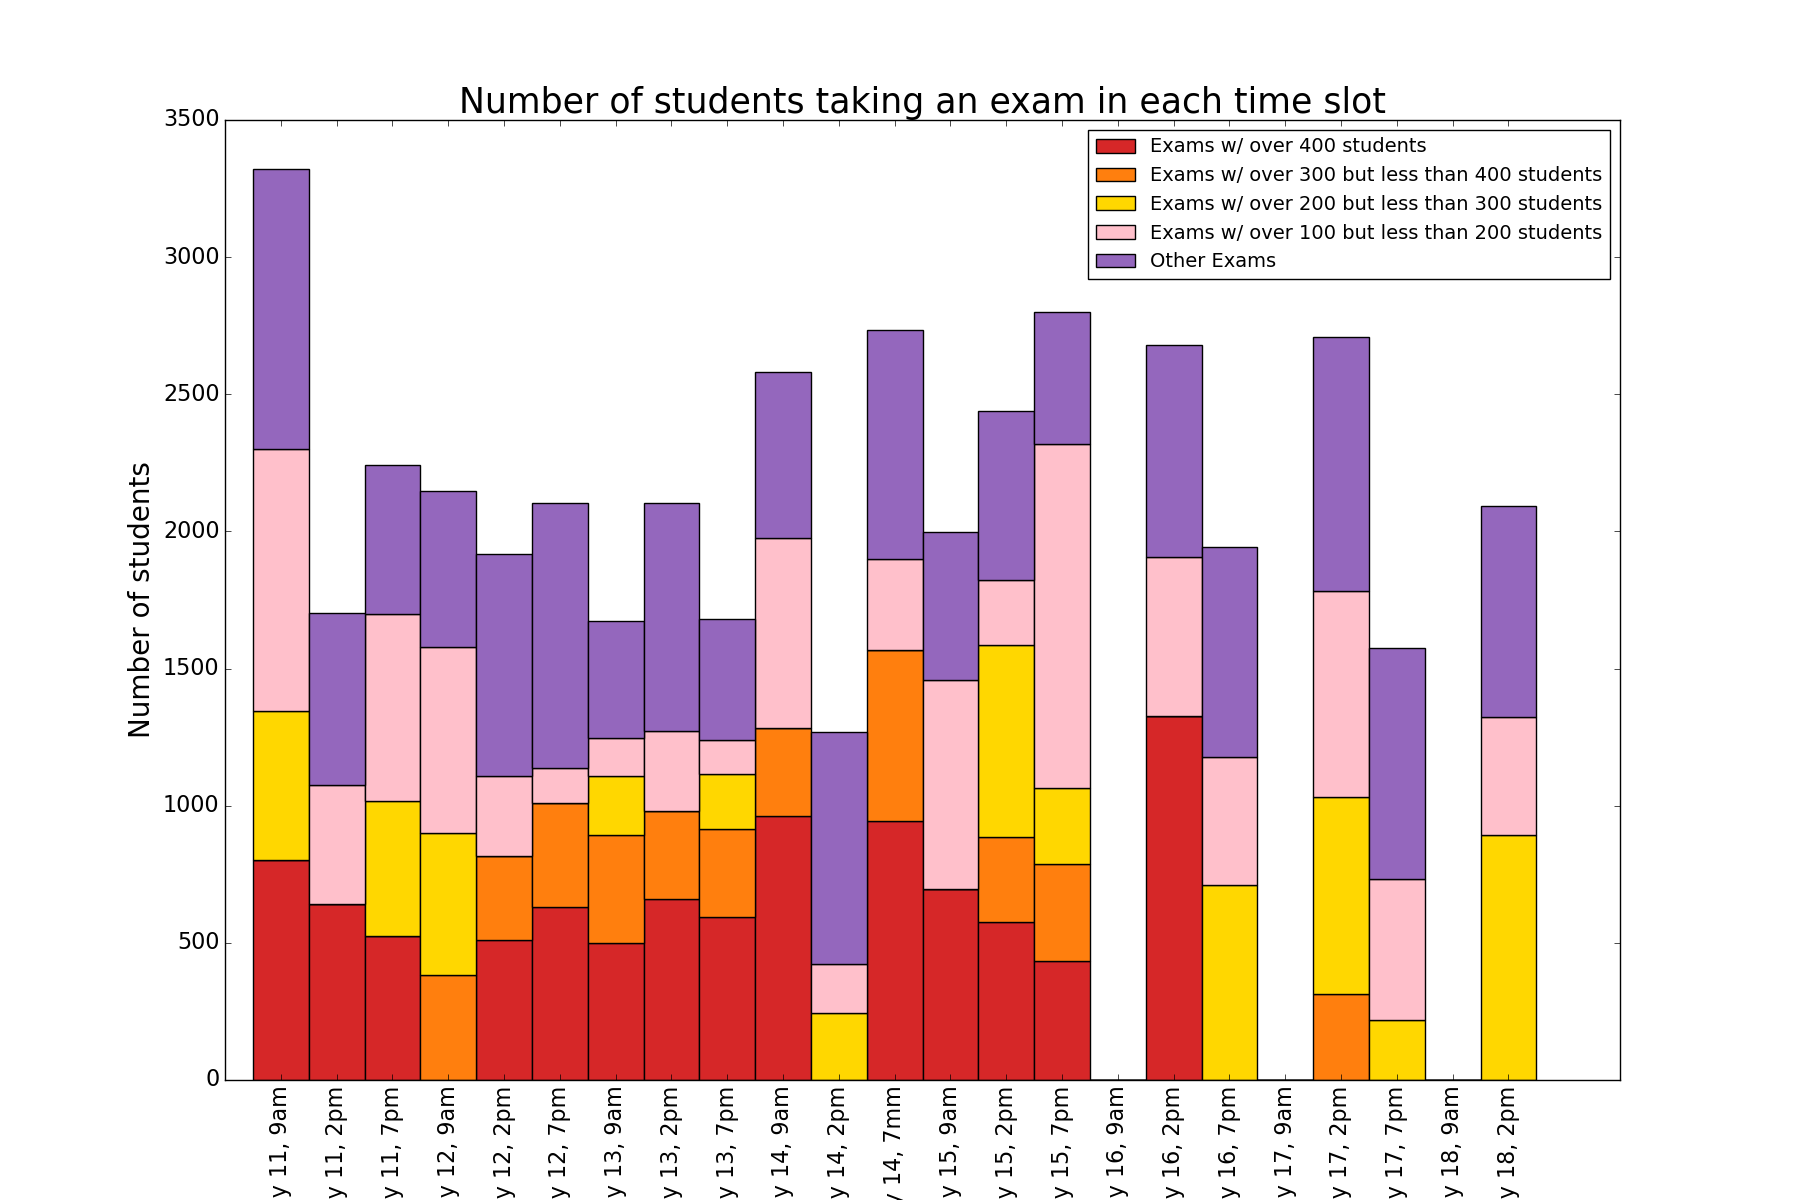 Number of students taking an exam in each time slot
Exams w/ over 400 students
Exams w/ over 300 but less than 400 students
Exams w/ over 200 but less than 300 students
Exams w/ over 100 but less than 200 students
Other Exams
Number of students
3500
3000
2500
2000
1500
1000
500
0
y 11, 9am
y 11, 2pm
y 11, 7pm
y 12, 9am
y 12, 2pm
y 12, 7pm
y 13, 9am
y 13, 2pm
y 13, 7pm
y 14, 9am
y 14, 2pm
y 14, 7mm
y 15, 9am
y 15, 2pm
y 15, 7pm
y 16, 9am
y 16, 2pm
y 16, 7pm
y 17, 9am
y 17, 2pm
y 17, 7pm
y 18, 9am
y 18, 2pm